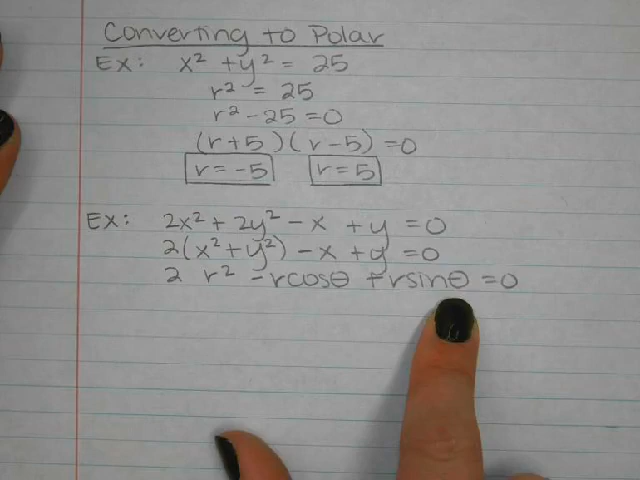 Converting to Polar
EX: x² + y² = 25
r² = 25
r² - 25 = 0
(r + 5)(r - 5) = 0
r = -5 r = 5
EX: 2x² + 2y² - x + y = 0
2(x² + y²) - x + y = 0
2 r² - rcosθ + rsinθ = 0